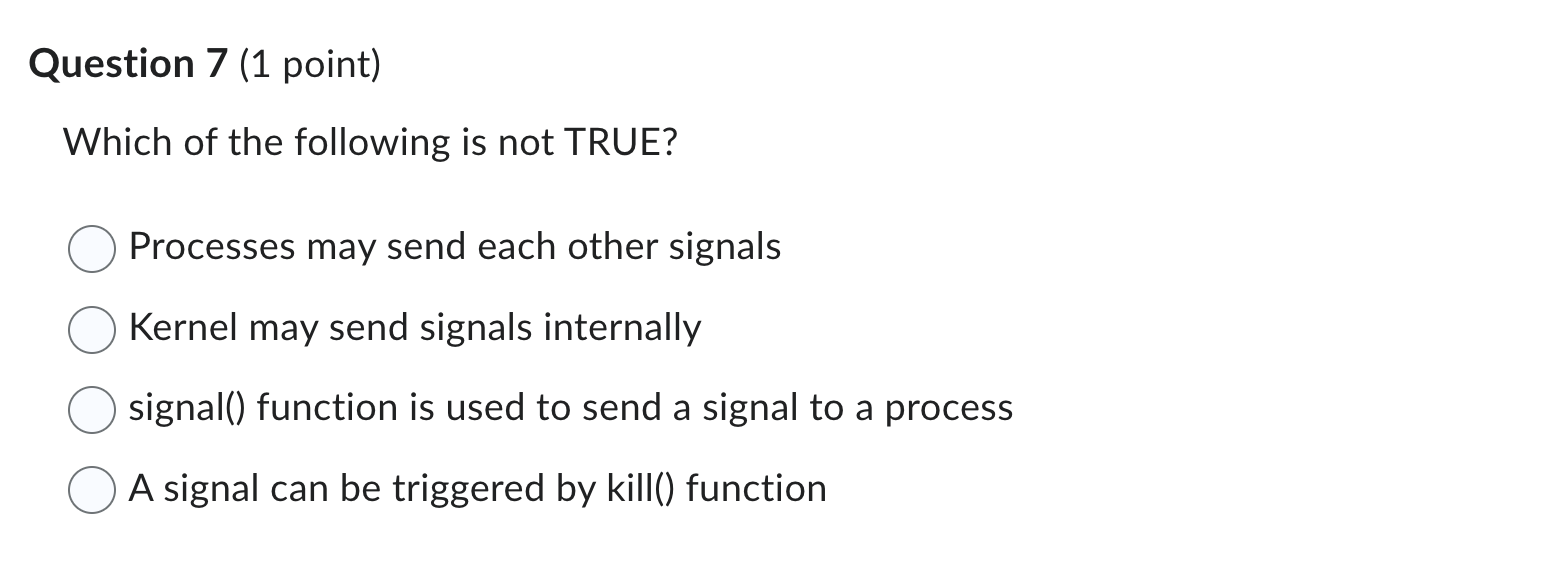 Question 7 (1 point)
Which of the following is not TRUE?
Processes may send each other signals
Kernel may send signals internally
signal() function is used to send a signal to a process
A signal can be triggered by kill() function